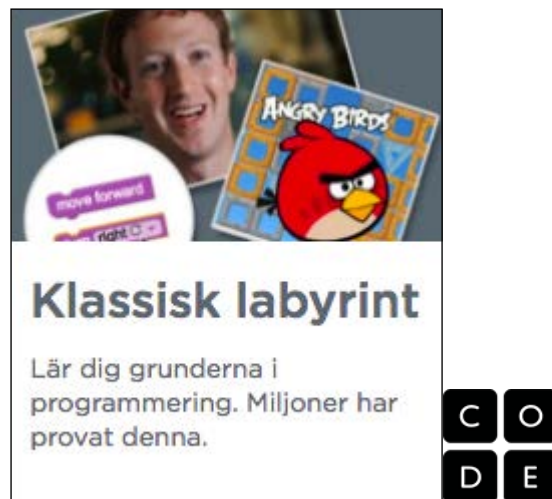 ANGRY BIRDS
move forward
right
Klassisk labyrint
Lär dig grunderna i
programmering. Miljoner har
provat denna.
C O
D E